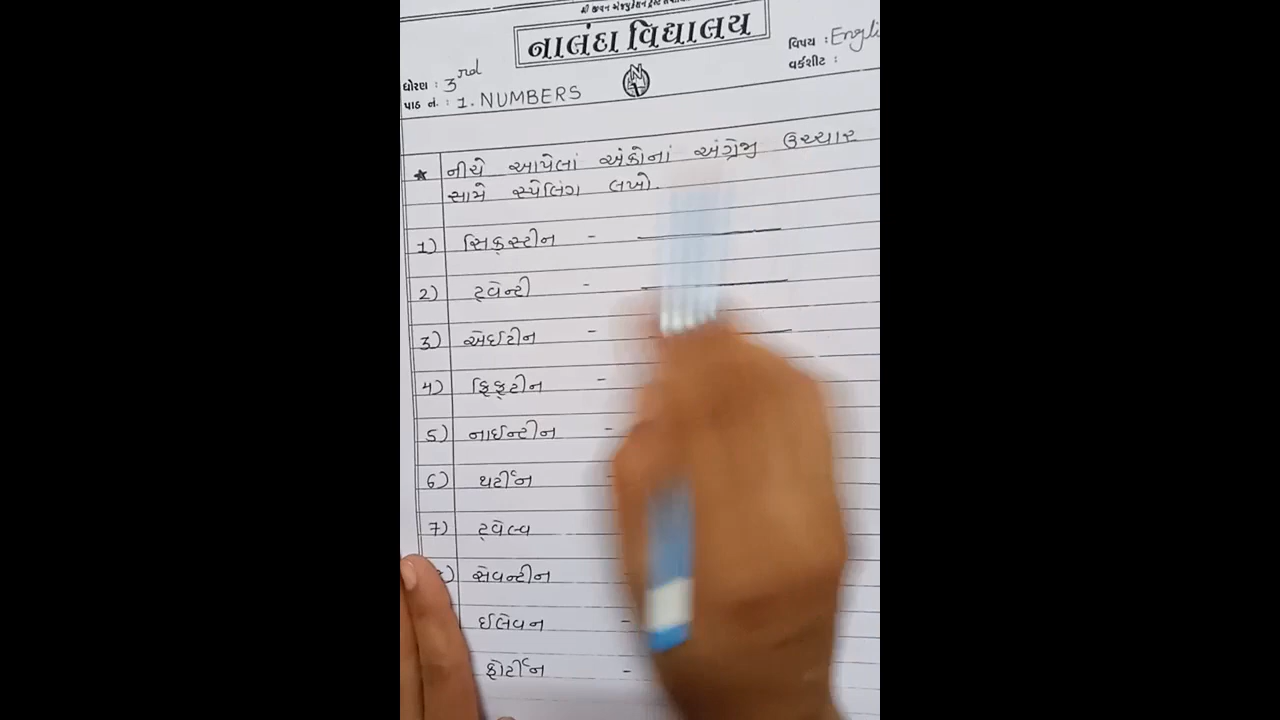 નાલંદા વિદ્યાલય
ધોરણ : 3rd
વિષય : Engli
પાઠ નં. : 1. NUMBERS
વર્કશીટ :
* નીચે આપેલાં અંકોનાં અંગ્રેજી ઉચ્ચાર
સામે સ્પેલિંગ લખો.
1) સિક્સ્ટીન -
2) ટ્વેન્ટી -
3) એઈટીન -
4) ફિફ્ટીન -
5) નાઈન્ટીન -
6) થર્ટીન
7) ટ્વેલ્વ
) સેવન્ટીન
ઈલેવન -
ફોર્ટીન -